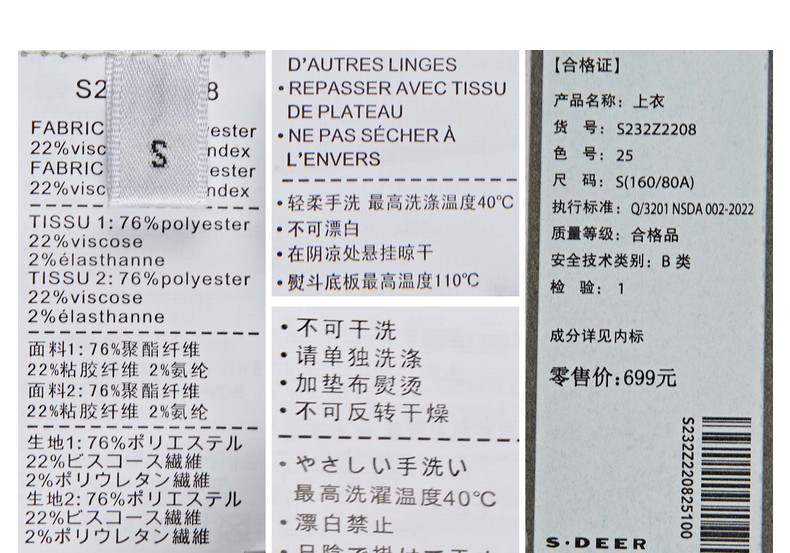 S2 8
FABRIC yester
22%visc ndex
FABRIC yester
22%visc ndex
S
TISSU 1: 76%polyester
22%viscose
2%élasthanne
TISSU 2: 76%polyester
22%viscose
2%élasthanne
面料1: 76%聚酯纤维
22%粘胶纤维 2%氨纶
面料2: 76%聚酯纤维
22%粘胶纤维 2%氨纶
生地1: 76%ポリエステル
22%ビスコース繊維
2%ポリウレタン繊維
生地2: 76%ポリエステル
22%ビスコース繊維
2%ポリウレタン繊維
D'AUTRES LINGES
•REPASSER AVEC TISSU
DE PLATEAU
•NE PAS SÉCHER À
L'ENVERS
•轻柔手洗 最高洗涤温度40℃
•不可漂白
•在阴凉处悬挂晾干
•熨斗底板最高温度110℃
•不可干洗
•请单独洗涤
•加垫布熨烫
•不可反转干燥
•やさしい手洗い
最高洗濯温度40℃
•漂白禁止
【合格证】
产品名称: 上衣
货 号: S232Z2208
色 号: 25
尺 码: S(160/80A)
执行标准: Q/3201 NSDA 002-2022
质量等级: 合格品
安全技术类别: B 类
检 验: 1
成分详见内标
零售价:699元
S232Z220825100
S·DEER